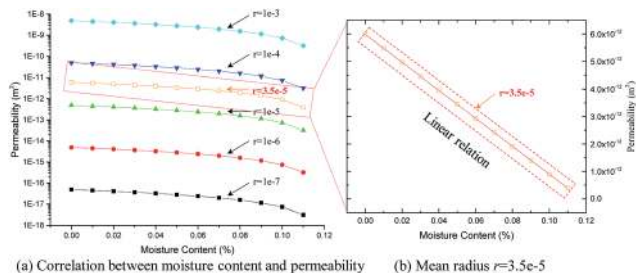 (a)
1E-8
1E-9
1E-10
1E-11
1E-12
1E-13
1E-14
1E-15
1E-16
1E-17
1E-18
Permeability (m²)
r=1e-3
r=1e-4
r=3.5e-5
r=1e-5
r=1e-6
r=1e-7
0.00 0.02 0.04 0.06 0.08 0.10 0.12
Moisture Content (%)
(b)
r=3.5e-5
Linear relation
6.0x10⁻¹²
5.0x10⁻¹²
4.0x10⁻¹²
3.0x10⁻¹²
2.0x10⁻¹²
1.0x10⁻¹²
0.0
Permeability (m²)
0.00 0.02 0.04 0.06 0.08 0.10 0.12
Moisture Content (%)
(a) Correlation between moisture content and permeability
(b) Mean radius r=3.5e-5